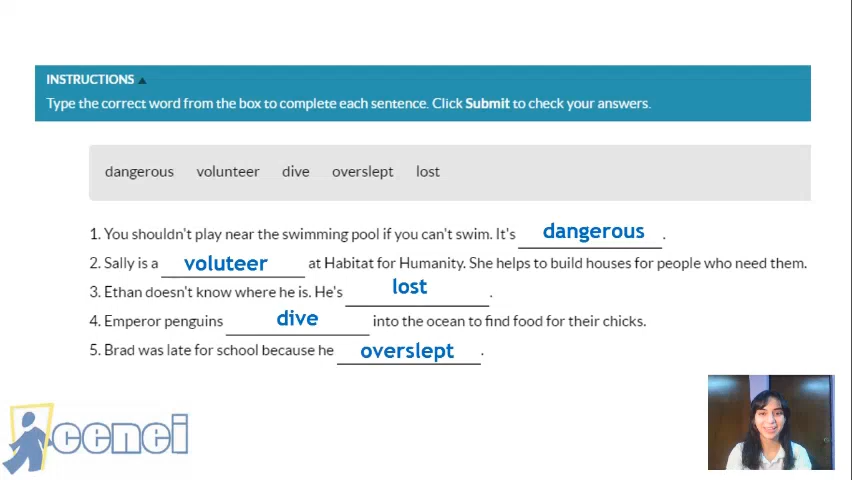 INSTRUCTIONS
Type the correct word from the box to complete each sentence. Click Submit to check your answers.
dangerous volunteer dive overslept lost
1. You shouldn't play near the swimming pool if you can't swim. It's dangerous.
2. Sally is a voluteer at Habitat for Humanity. She helps to build houses for people who need them.
3. Ethan doesn't know where he is. He's lost.
4. Emperor penguins dive into the ocean to find food for their chicks.
5. Brad was late for school because he overslept.
cenei